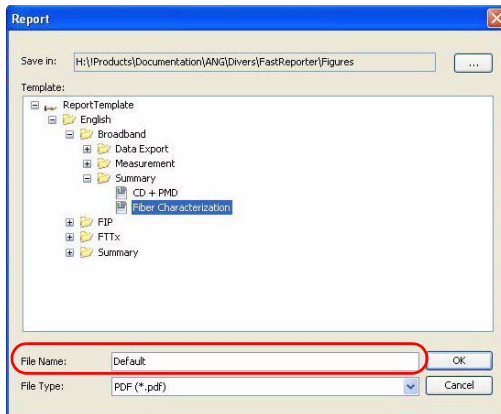 Report
Save in: H:\!Products\Documentation\ANG\Divers\FastReporter\Figures ...
Template:
ReportTemplate
English
Broadband
Data Export
Measurement
Summary
CD + PMD
Fiber Characterization
FIP
FTTx
Summary
File Name: Default OK
File Type: PDF (*.pdf) Cancel